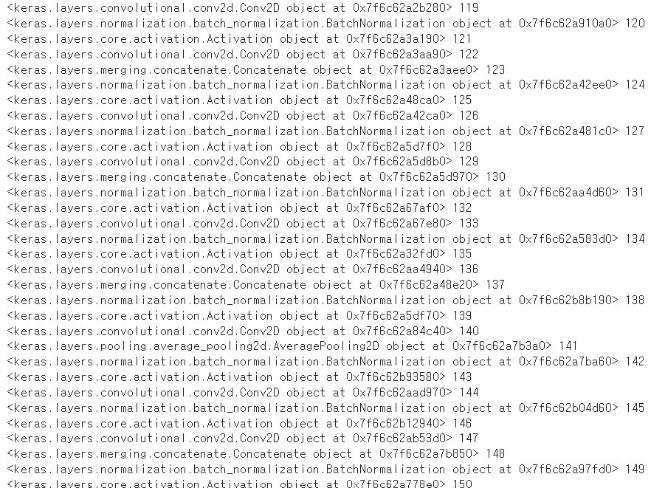 <keras.layers.convolutional.conv2d.Conv2D object at 0x7f6c62a2b280> 119
<keras.layers.normalization.batch_normalization.BatchNormalization object at 0x7f6c62a910a0> 120
<keras.layers.core.activation.Activation object at 0x7f6c62a3a190> 121
<keras.layers.convolutional.conv2d.Conv2D object at 0x7f6c62a3aa90> 122
<keras.layers.merging.concatenate.Concatenate object at 0x7f6c62a3aee0> 123
<keras.layers.normalization.batch_normalization.BatchNormalization object at 0x7f6c62a42ee0> 124
<keras.layers.core.activation.Activation object at 0x7f6c62a48ca0> 125
<keras.layers.convolutional.conv2d.Conv2D object at 0x7f6c62a42ca0> 126
<keras.layers.normalization.batch_normalization.BatchNormalization object at 0x7f6c62a481c0> 127
<keras.layers.core.activation.Activation object at 0x7f6c62a5d7f0> 128
<keras.layers.convolutional.conv2d.Conv2D object at 0x7f6c62a5d8b0> 129
<keras.layers.merging.concatenate.Concatenate object at 0x7f6c62a5d970> 130
<keras.layers.normalization.batch_normalization.BatchNormalization object at 0x7f6c62aa4d60> 131
<keras.layers.core.activation.Activation object at 0x7f6c62a67af0> 132
<keras.layers.convolutional.conv2d.Conv2D object at 0x7f6c62a67e80> 133
<keras.layers.normalization.batch_normalization.BatchNormalization object at 0x7f6c62a583d0> 134
<keras.layers.core.activation.Activation object at 0x7f6c62a32fd0> 135
<keras.layers.convolutional.conv2d.Conv2D object at 0x7f6c62aa4940> 136
<keras.layers.merging.concatenate.Concatenate object at 0x7f6c62a48e20> 137
<keras.layers.normalization.batch_normalization.BatchNormalization object at 0x7f6c62b8b190> 138
<keras.layers.core.activation.Activation object at 0x7f6c62a5df70> 139
<keras.layers.convolutional.conv2d.Conv2D object at 0x7f6c62a84c40> 140
<keras.layers.pooling.average_pooling2d.AveragePooling2D object at 0x7f6c62a7b3a0> 141
<keras.layers.normalization.batch_normalization.BatchNormalization object at 0x7f6c62a7ba60> 142
<keras.layers.core.activation.Activation object at 0x7f6c62b93580> 143
<keras.layers.convolutional.conv2d.Conv2D object at 0x7f6c62aad970> 144
<keras.layers.normalization.batch_normalization.BatchNormalization object at 0x7f6c62b04d60> 145
<keras.layers.core.activation.Activation object at 0x7f6c62b12940> 146
<keras.layers.convolutional.conv2d.Conv2D object at 0x7f6c62ab53d0> 147
<keras.layers.merging.concatenate.Concatenate object at 0x7f6c62a7b850> 148
<keras.layers.normalization.batch_normalization.BatchNormalization object at 0x7f6c62a97fd0> 149
<keras.layers.core.activation.Activation object at 0x7f6c62a778e0> 150